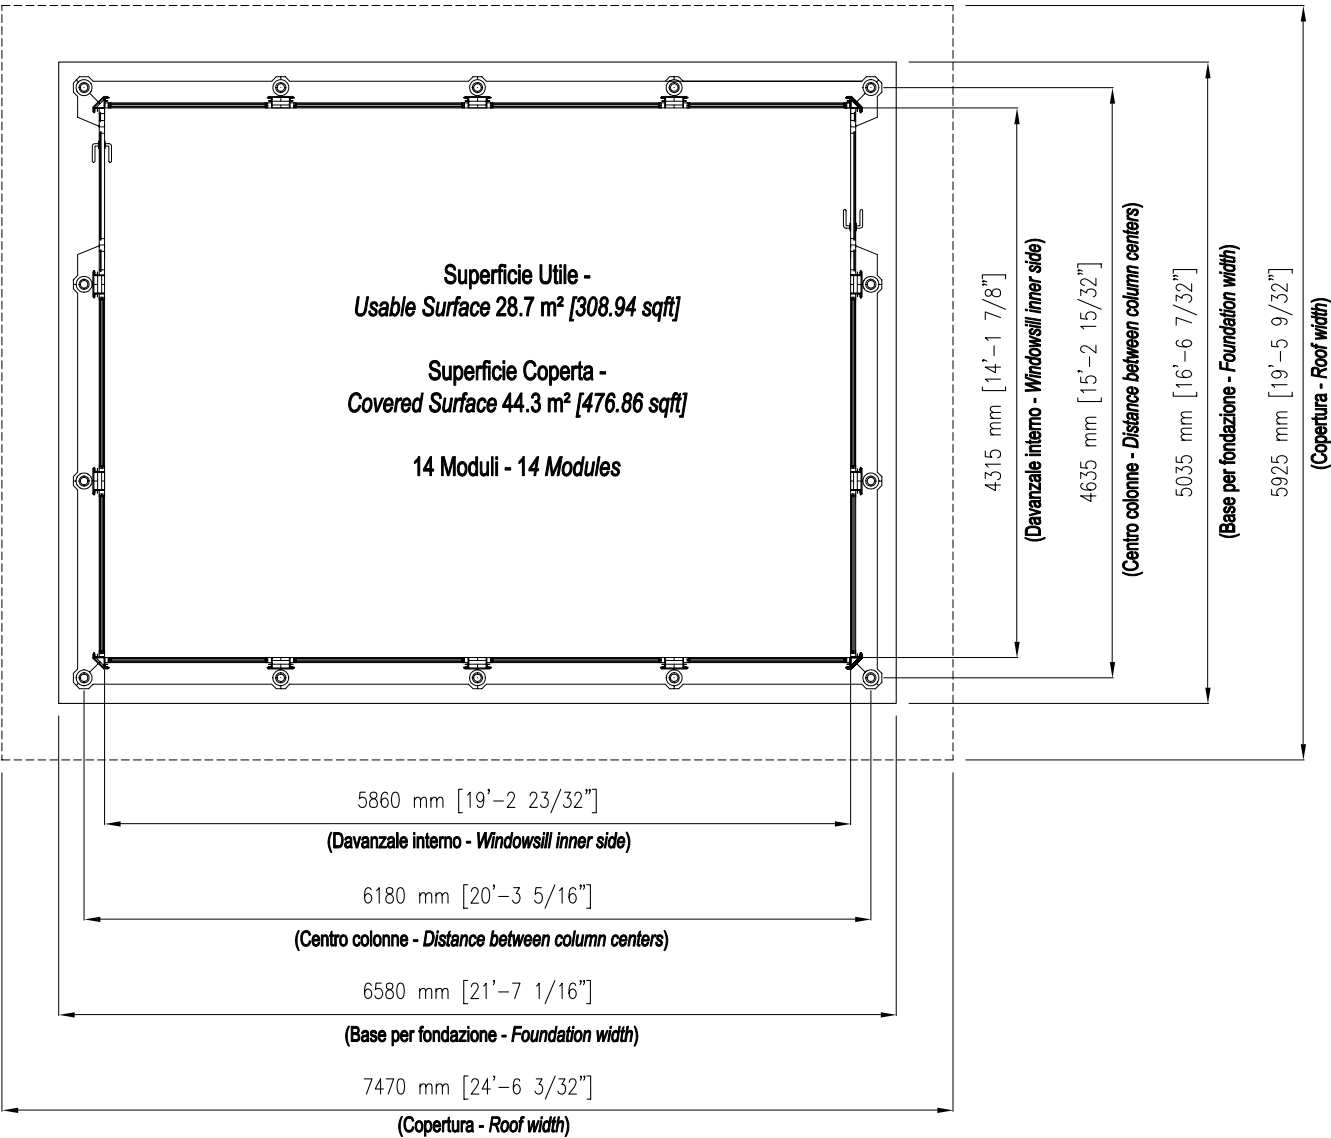 Superficie Utile -
Usable Surface 28.7 m² [308.94 sqft]
Superficie Coperta -
Covered Surface 44.3 m² [476.86 sqft]
14 Moduli - 14 Modules
4315 mm [14'-1 7/8"]
(Davanzale interno - Windowsill inner side)
4635 mm [15'-2 15/32"]
(Centro colonne - Distance between column centers)
5035 mm [16'-6 7/32"]
(Base per fondazione - Foundation width)
5925 mm [19'-5 9/32"]
(Copertura - Roof width)
5860 mm [19'-2 23/32"]
(Davanzale interno - Windowsill inner side)
6180 mm [20'-3 5/16"]
(Centro colonne - Distance between column centers)
6580 mm [21'-7 1/16"]
(Base per fondazione - Foundation width)
7470 mm [24'-6 3/32"]
(Copertura - Roof width)